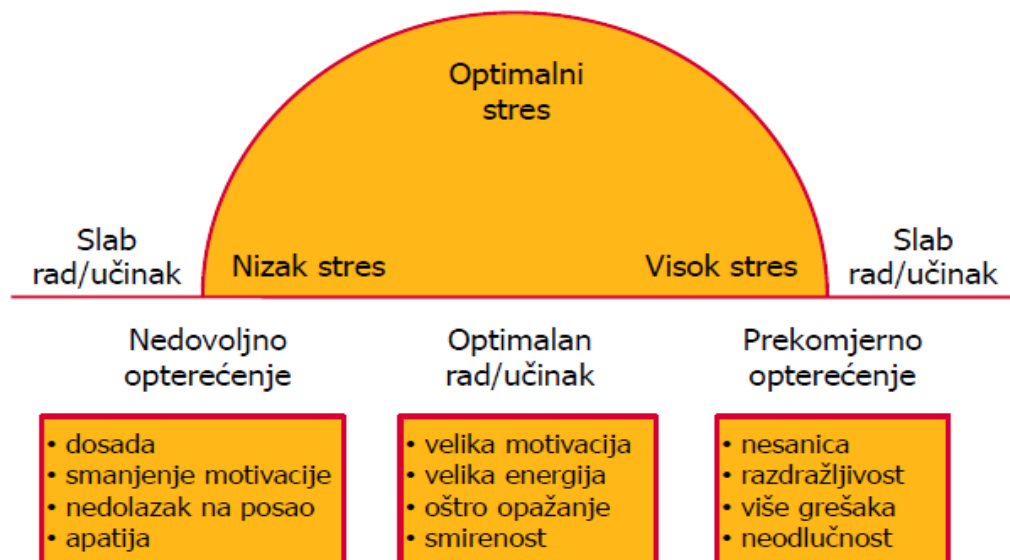 Optimalni
stres
Slab
rad/učinak
Nizak stres
Visok stres
Slab
rad/učinak
Nedovoljno
opterećenje
Optimalan
rad/učinak
Prekomjerno
opterećenje
• dosada
• smanjenje motivacije
• nedolazak na posao
• apatija
• velika motivacija
• velika energija
• oštro opažanje
• smirenost
• nesanica
• razdražljivost
• više grešaka
• neodlučnost